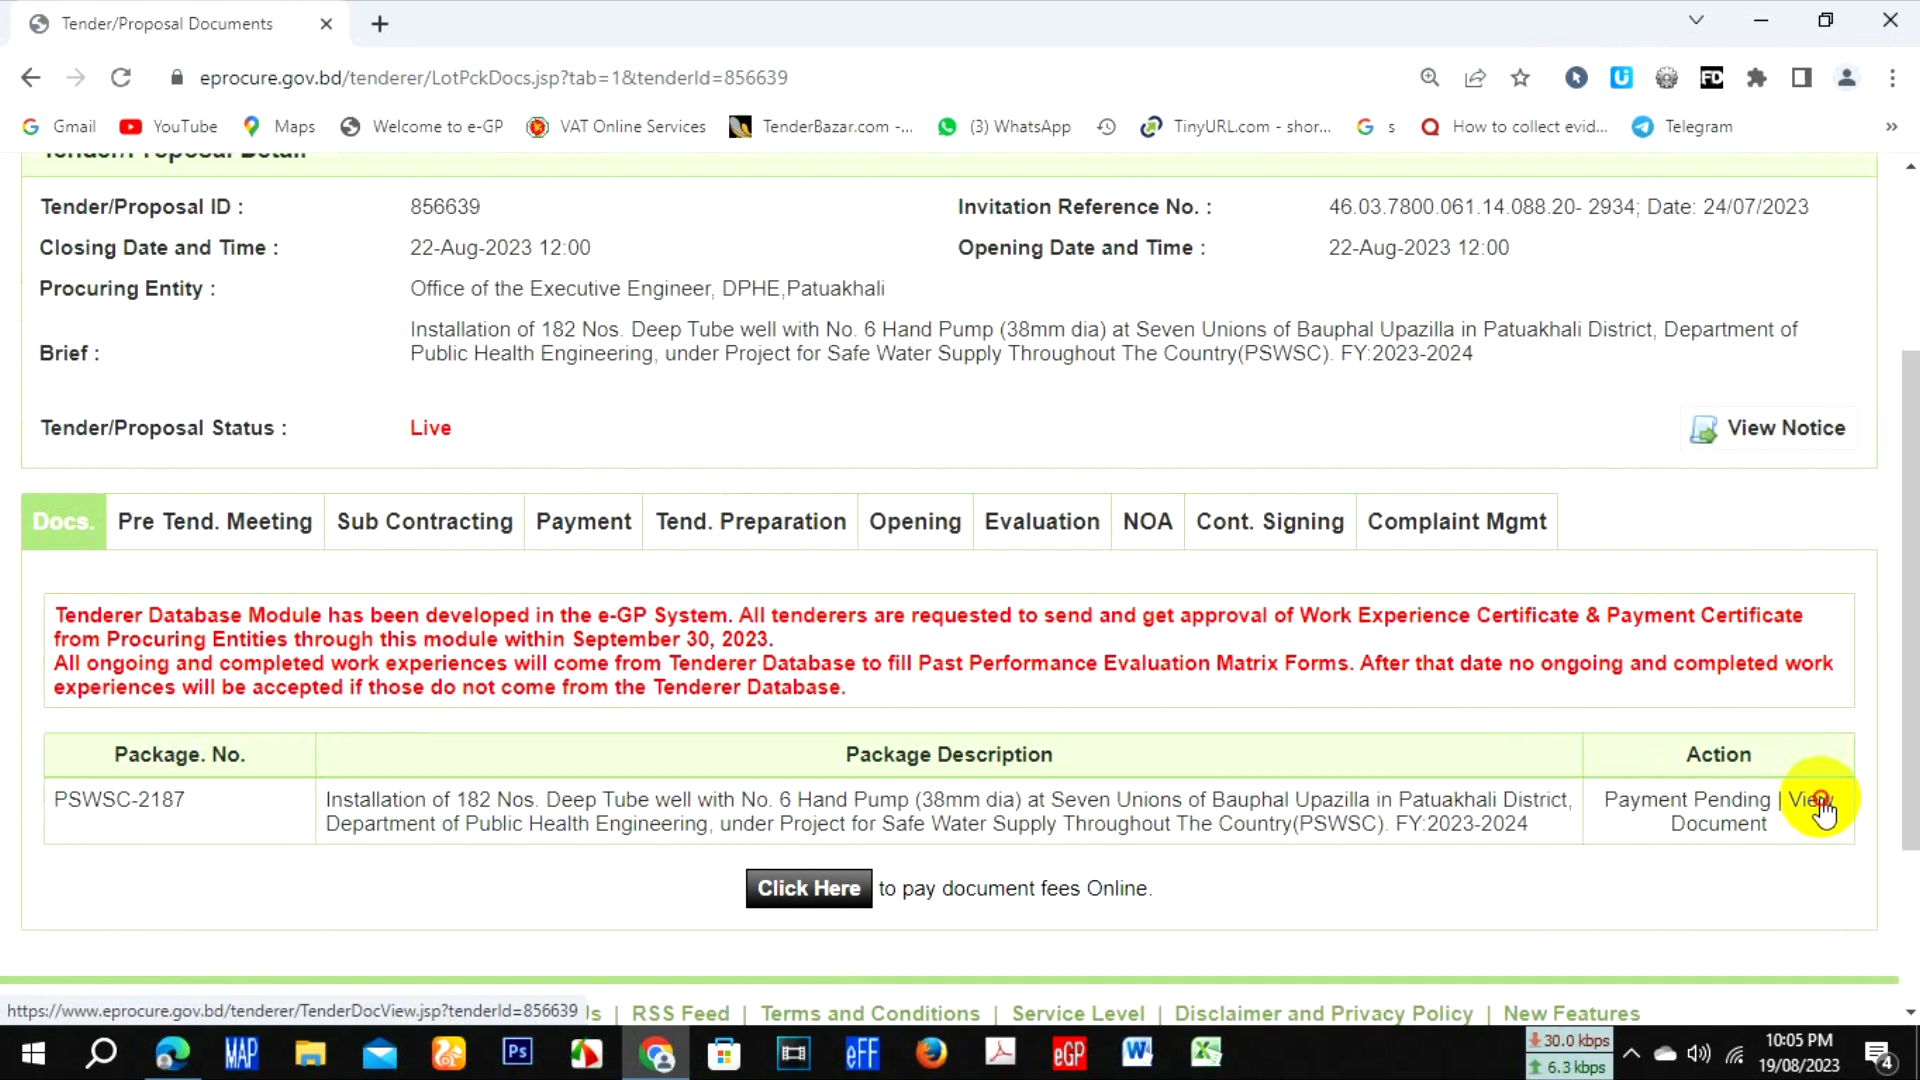 Tender/Proposal Documents
eprocure.gov.bd/tenderer/LotPckDocs.jsp?tab=1&tenderId=856639
Gmail YouTube Maps Welcome to e-GP VAT Online Services TenderBazar.com -... (3) WhatsApp TinyURL.com - shor... s How to collect evid... Telegram »
Tender/Proposal Detail
Tender/Proposal ID : 856639 Invitation Reference No. : 46.03.7800.061.14.088.20- 2934; Date: 24/07/2023
Closing Date and Time : 22-Aug-2023 12:00 Opening Date and Time : 22-Aug-2023 12:00
Procuring Entity : Office of the Executive Engineer, DPHE,Patuakhali
Brief : Installation of 182 Nos. Deep Tube well with No. 6 Hand Pump (38mm dia) at Seven Unions of Bauphal Upazilla in Patuakhali District, Department of
Public Health Engineering, under Project for Safe Water Supply Throughout The Country(PSWSC). FY:2023-2024
Tender/Proposal Status : Live View Notice
Docs. Pre Tend. Meeting Sub Contracting Payment Tend. Preparation Opening Evaluation NOA Cont. Signing Complaint Mgmt
Tenderer Database Module has been developed in the e-GP System. All tenderers are requested to send and get approval of Work Experience Certificate & Payment Certificate
from Procuring Entities through this module within September 30, 2023.
All ongoing and completed work experiences will come from Tenderer Database to fill Past Performance Evaluation Matrix Forms. After that date no ongoing and completed work
experiences will be accepted if those do not come from the Tenderer Database.
Package. No. Package Description Action
PSWSC-2187 Installation of 182 Nos. Deep Tube well with No. 6 Hand Pump (38mm dia) at Seven Unions of Bauphal Upazilla in Patuakhali District, Payment Pending | View
Department of Public Health Engineering, under Project for Safe Water Supply Throughout The Country(PSWSC). FY:2023-2024 Document
Click Here to pay document fees Online.
https://www.eprocure.gov.bd/tenderer/TenderDocView.jsp?tenderId=856639 Is | RSS Feed | Terms and Conditions | Service Level | Disclaimer and Privacy Policy | New Features
MAP Ps eFF eGP 30.0 kbps 10:05 PM
6.3 kbps 19/08/2023 4